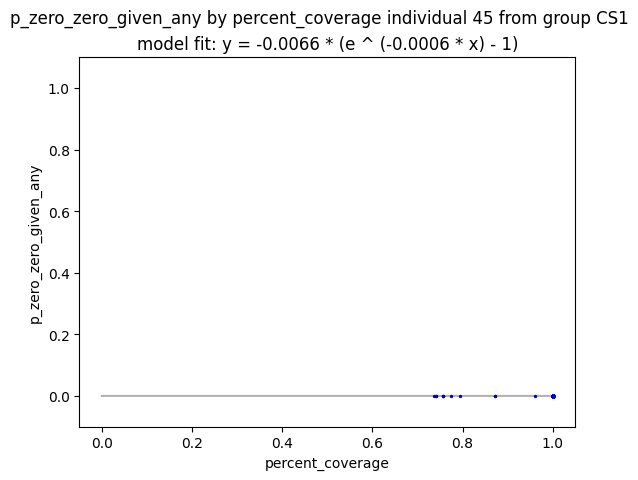 p_zero_zero_given_any by percent_coverage individual 45 from group CS1
model fit: y = -0.0066 * (e ^ (-0.0006 * x) - 1)
1.0
0.8
0.6
0.4
0.2
0.0
p_zero_zero_given_any
0.0 0.2 0.4 0.6 0.8 1.0
percent_coverage